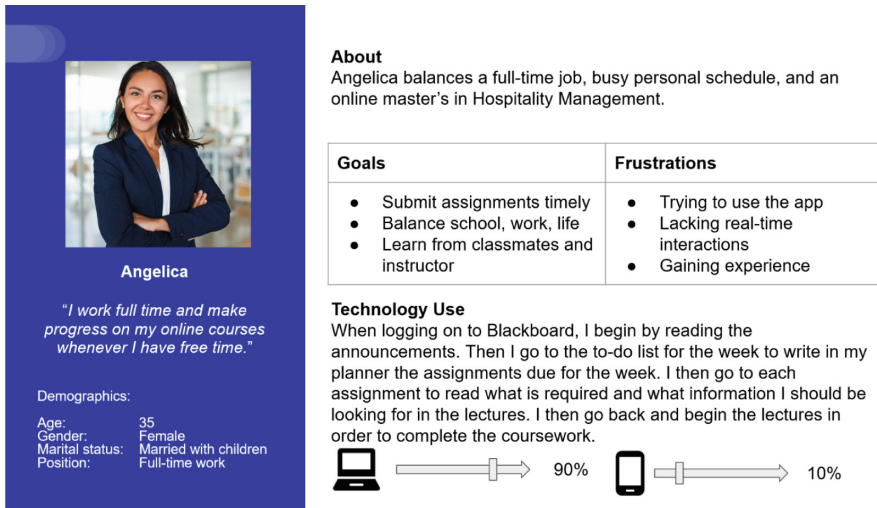 Angelica
“I work full time and make
progress on my online courses
whenever I have free time.”
Demographics:
Age: 35
Gender: Female
Marital status: Married with children
Position: Full-time work
About
Angelica balances a full-time job, busy personal schedule, and an
online master’s in Hospitality Management.
Goals
● Submit assignments timely
● Balance school, work, life
● Learn from classmates and
instructor
Frustrations
● Trying to use the app
● Lacking real-time
interactions
● Gaining experience
Technology Use
When logging on to Blackboard, I begin by reading the
announcements. Then I go to the to-do list for the week to write in my
planner the assignments due for the week. I then go to each
assignment to read what is required and what information I should be
looking for in the lectures. I then go back and begin the lectures in
order to complete the coursework.
90%
10%